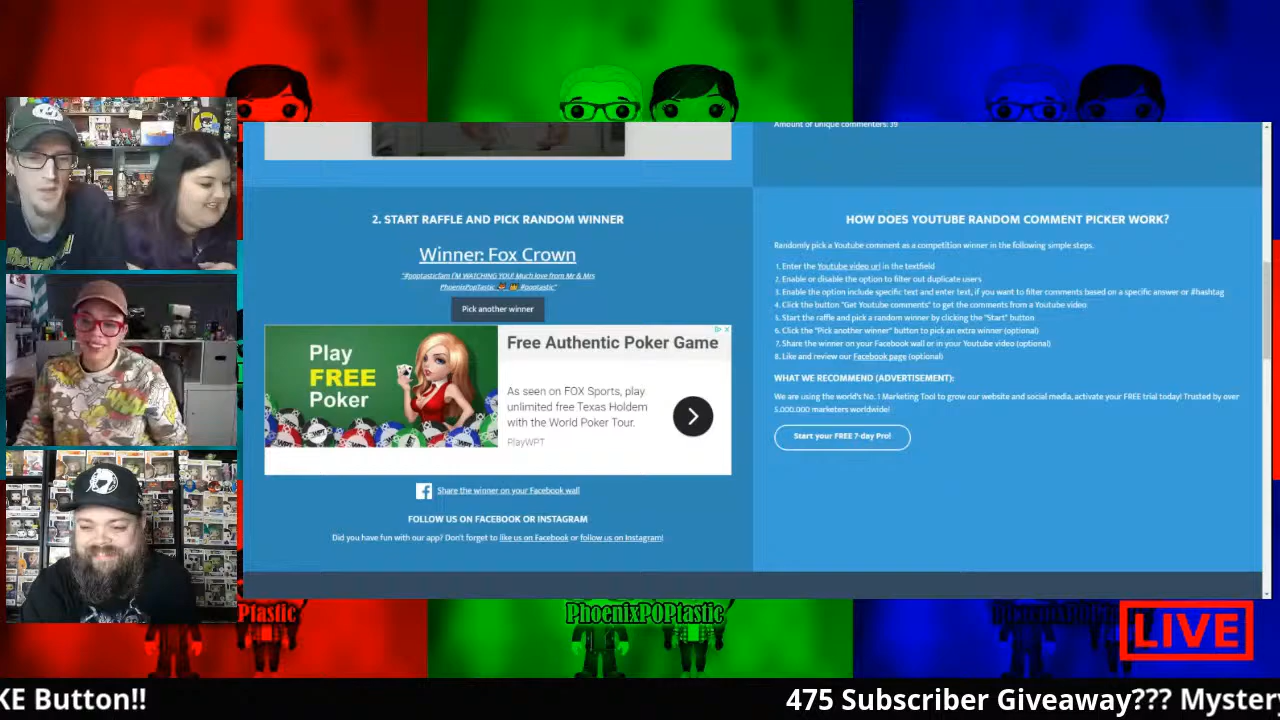 Amount of unique commenters: 39
2. START RAFFLE AND PICK RANDOM WINNER
Winner: Fox Crown
"#poptasticfam I'M WATCHING YOU! Much love from Mr & Mrs
PhoenixPopTastic #poptastic"
Pick another winner
Play
FREE
Poker
Free Authentic Poker Game
As seen on FOX Sports, play
unlimited free Texas Holdem
with the World Poker Tour.
PlayWPT
Share the winner on your Facebook wall
FOLLOW US ON FACEBOOK OR INSTAGRAM
Did you have fun with our app? Don't forget to like us on Facebook or follow us on Instagram!
HOW DOES YOUTUBE RANDOM COMMENT PICKER WORK?
Randomly pick a Youtube comment as a competition winner in the following simple steps.
1. Enter the Youtube video url in the textfield
2. Enable or disable the option to filter out duplicate users
3. Enable the option include specific text and enter text, if you want to filter comments based on a specific answer or #hashtag
4. Click the button "Get Youtube comments" to get the comments from a Youtube video
5. Start the raffle and pick a random winner by clicking the "Start" button
6. Click the "Pick another winner" button to pick an extra winner (optional)
7. Share the winner on your Facebook wall or in your Youtube video (optional)
8. Like and review our Facebook page (optional)
WHAT WE RECOMMEND (ADVERTISEMENT):
We are using the world's No. 1 Marketing Tool to grow our website and social media, activate your FREE trial today! Trusted by over
5.000.000 marketers worldwide!
Start your FREE 7-day Pro!
Ptastic
PhoenixPOPtastic
LIVE
KE Button!!
475 Subscriber Giveaway??? Mystery